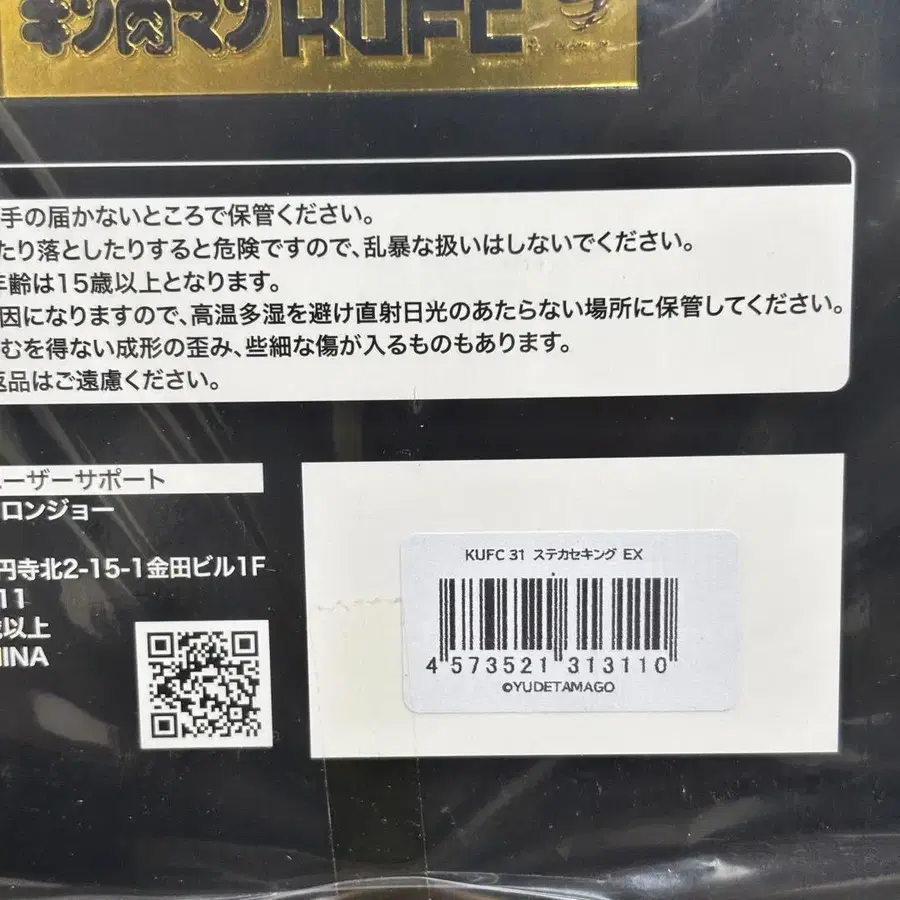 キン肉マン KUFC
手の届かないところで保管ください。
たり落としたりすると危険ですので、乱暴な扱いはしないでください。
年齢は15歳以上となります。
因になりますので、高温多湿を避け直射日光のあたらない場所に保管してください。
むを得ない成形の歪み、些細な傷が入るものもあります。
返品はご遠慮ください。
ーザーサポート
ロンジョー
円寺北2-15-1金田ビル1F
11
歳以上
INA
KUFC 31 ステカセキング EX
4 573521 313110
©YUDETAMAGO